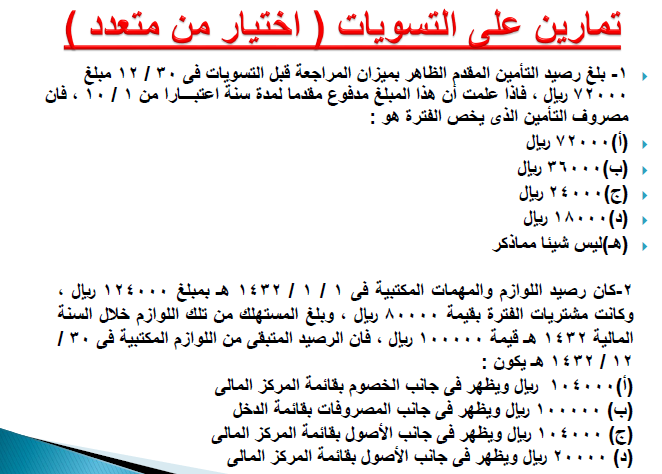 تمارين على التسويات ( اختيار من متعدد )
١- بلغ رصيد التأمين المقدم الظاهر بميزان المراجعة قبل التسويات فى ٣٠ / ١٢ مبلغ
٧٢٠٠٠ ريال ، فاذا علمت أن هذا المبلغ مدفوع مقدما لمدة سنة اعتبـــارا من ١ / ١٠ ، فان
مصروف التأمين الذى يخص الفترة هو :
(أ)٧٢٠٠٠ ريال
(ب)٣٦٠٠٠ ريال
(ج)٢٤٠٠٠ ريال
(د)١٨٠٠٠ ريال
(هـ)ليس شيئا مماذكر
٢-كان رصيد اللوازم والمهمات المكتبية فى ١ / ١ / ١٤٣٢ هـ بمبلغ ١٢٤٠٠٠ ريال ،
وكانت مشتريات الفترة بقيمة ٨٠٠٠٠ ريال ، وبلغ المستهلك من تلك اللوازم خلال السنة
المالية ١٤٣٢ هـ قيمة ١٠٠٠٠٠ ريال ، فان الرصيد المتبقى من اللوازم المكتبية فى ٣٠ /
١٢ / ١٤٣٢ هـ يكون :
(أ)١٠٤٠٠٠ ريال ويظهر فى جانب الخصوم بقائمة المركز المالى
(ب) ١٠٠٠٠٠ ريال ويظهر فى جانب المصروفات بقائمة الدخل
(ج) ١٠٤٠٠٠ ريال ويظهر فى جانب الأصول بقائمة المركز المالى
(د) ٢٠٠٠٠ ريال ويظهر فى جانب الأصول بقائمة المركز المالى